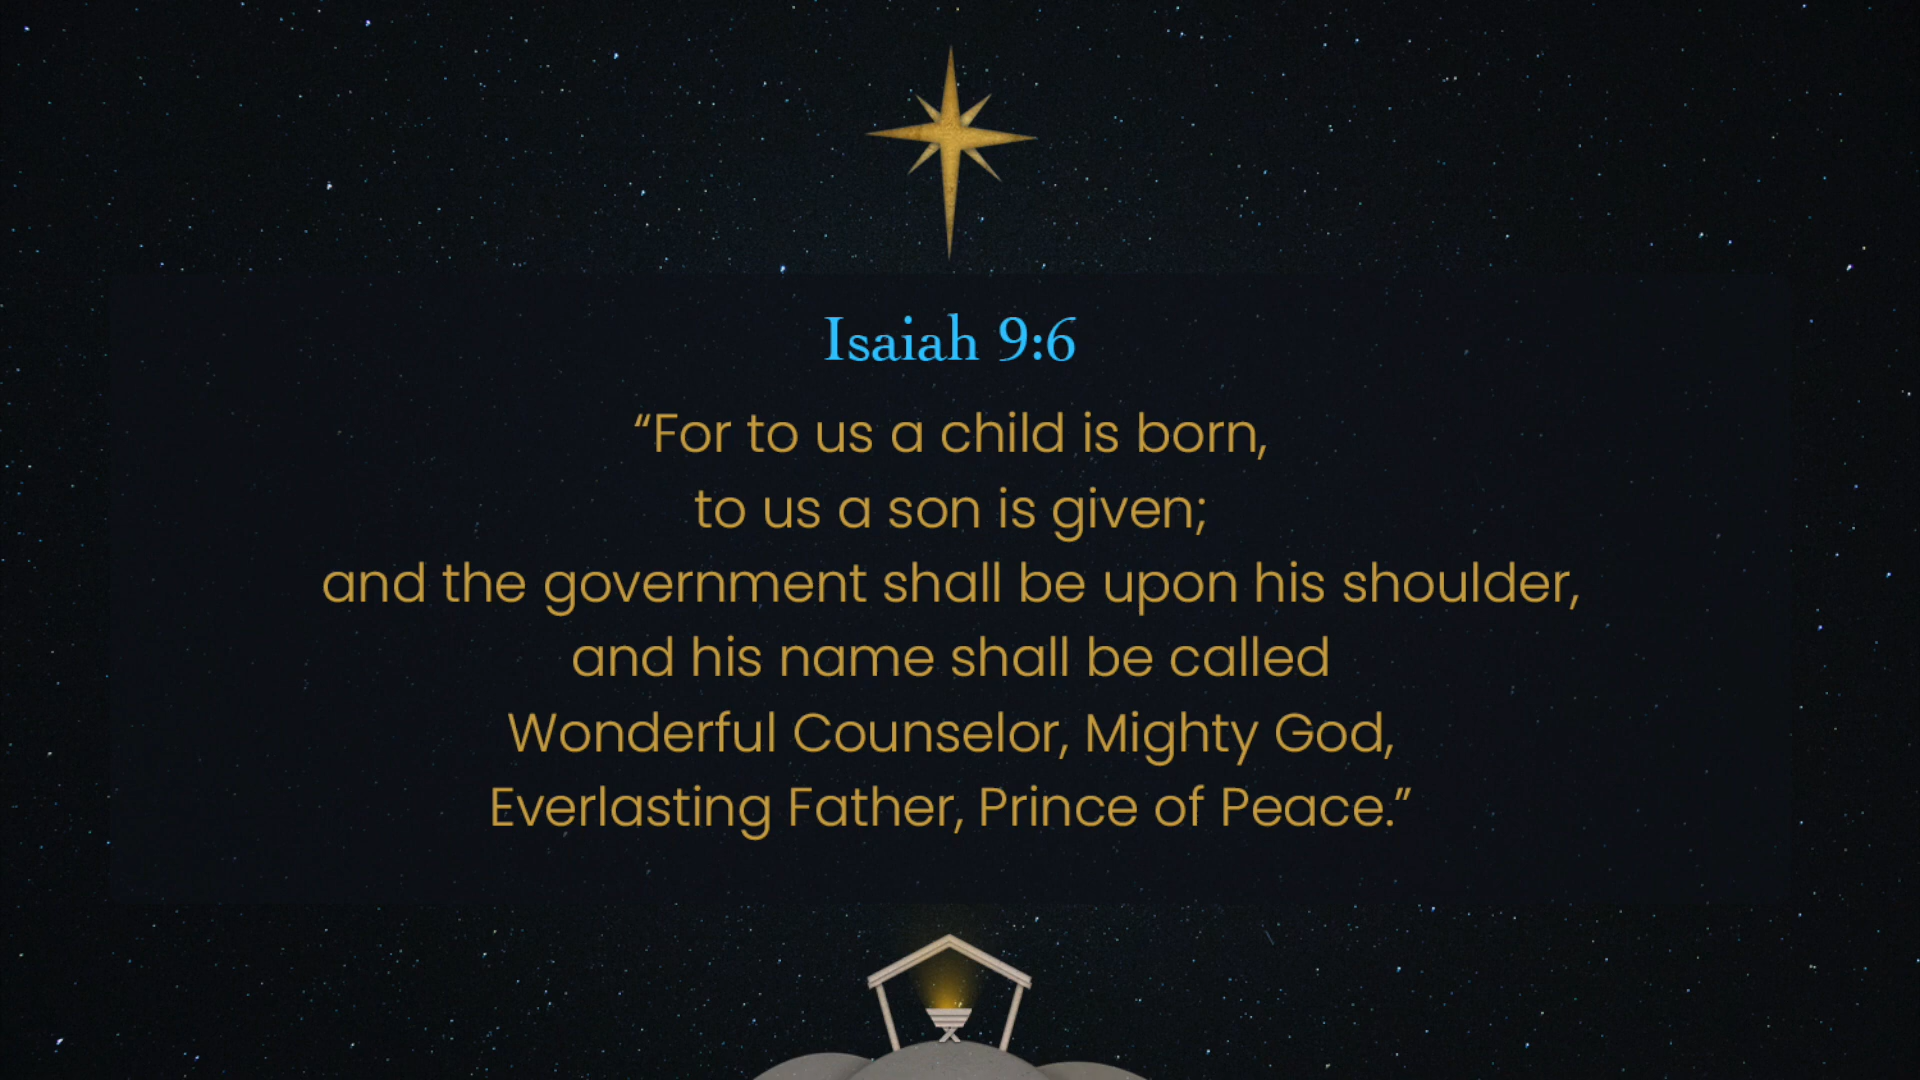 Isaiah 9:6
“For to us a child is born,
to us a son is given;
and the government shall be upon his shoulder,
and his name shall be called
Wonderful Counselor, Mighty God,
Everlasting Father, Prince of Peace.”